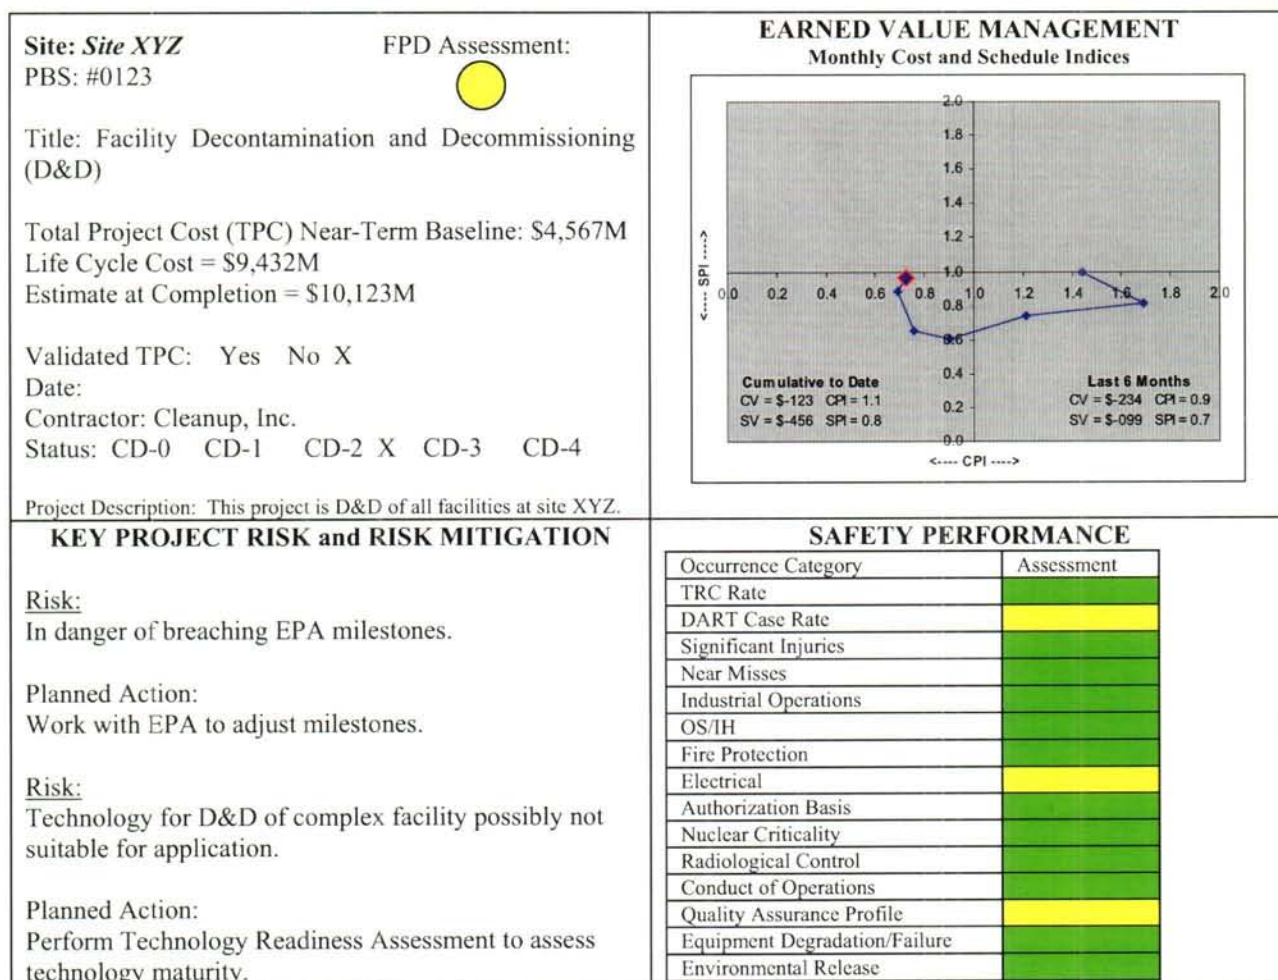 Site: Site XYZ FPD Assessment:
PBS: #0123
Title: Facility Decontamination and Decommissioning
(D&D)
Total Project Cost (TPC) Near-Term Baseline: $4,567M
Life Cycle Cost = $9,432M
Estimate at Completion = $10,123M
Validated TPC: Yes No X
Date:
Contractor: Cleanup, Inc.
Status: CD-0 CD-1 CD-2 X CD-3 CD-4
Project Description: This project is D&D of all facilities at site XYZ.
EARNED VALUE MANAGEMENT
Monthly Cost and Schedule Indices
2.0
1.8
1.6
1.4
1.2
1.0
0.0 0.2 0.4 0.6 0.8 1.0 1.2 1.4 1.6 1.8 2.0
0.8
0.6
0.4
0.2
0.0
<---- SPI ---->
Cumulative to Date
CV = $-123 CPI = 1.1
SV = $-456 SPI = 0.8
Last 6 Months
CV = $-234 CPI = 0.9
SV = $-099 SPI = 0.7
<---- CPI ---->
KEY PROJECT RISK and RISK MITIGATION
Risk:
In danger of breaching EPA milestones.
Planned Action:
Work with EPA to adjust milestones.
Risk:
Technology for D&D of complex facility possibly not
suitable for application.
Planned Action:
Perform Technology Readiness Assessment to assess
technology maturity.
SAFETY PERFORMANCE
Occurrence Category Assessment
TRC Rate
DART Case Rate
Significant Injuries
Near Misses
Industrial Operations
OS/IH
Fire Protection
Electrical
Authorization Basis
Nuclear Criticality
Radiological Control
Conduct of Operations
Quality Assurance Profile
Equipment Degradation/Failure
Environmental Release